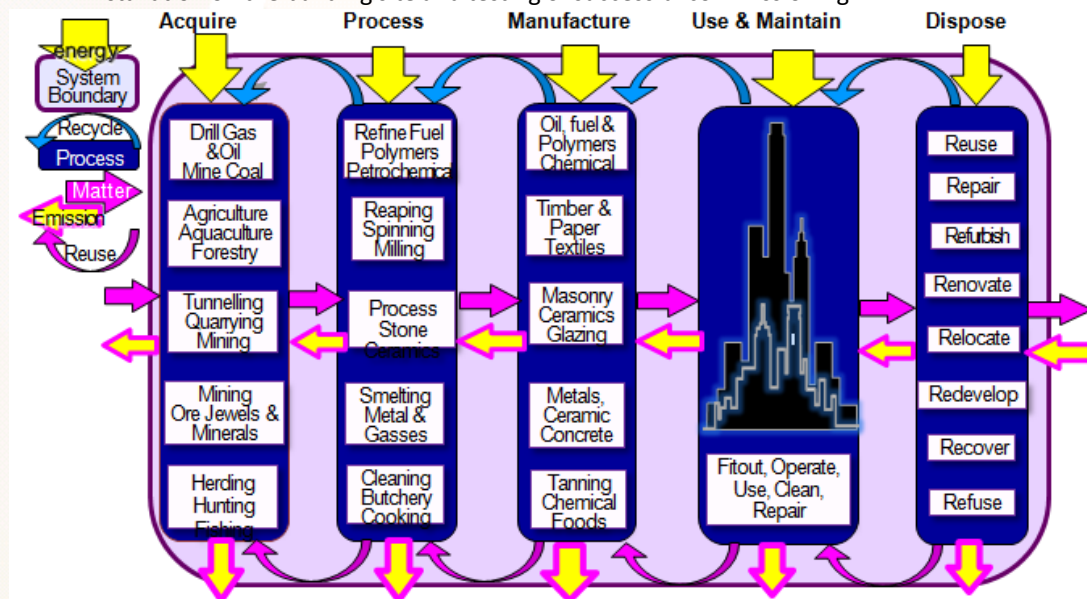 Acquire
Process
Manufacture
Use & Maintain
Dispose
energy
System
Boundary
Recycle
Process
Matter
Emission
Reuse
Drill Gas
&Oil
Mine Coal
Agriculture
Aquaculture
Forestry
Tunnelling
Quarrying
Mining
Mining
Ore Jewels &
Minerals
Herding
Hunting
Fishing
Refine Fuel
Polymers
Petrochemical
Reaping
Spinning
Milling
Process
Stone
Ceramics
Smelting
Metal &
Gasses
Cleaning
Butchery
Cooking
Oil, fuel &
Polymers
Chemical
Timber &
Paper
Textiles
Masonry
Ceramics
Glazing
Metals,
Ceramic
Concrete
Tanning
Chemical
Foods
Fitout, Operate,
Use, Clean,
Repair
Reuse
Repair
Refurbish
Renovate
Relocate
Redevelop
Recover
Refuse